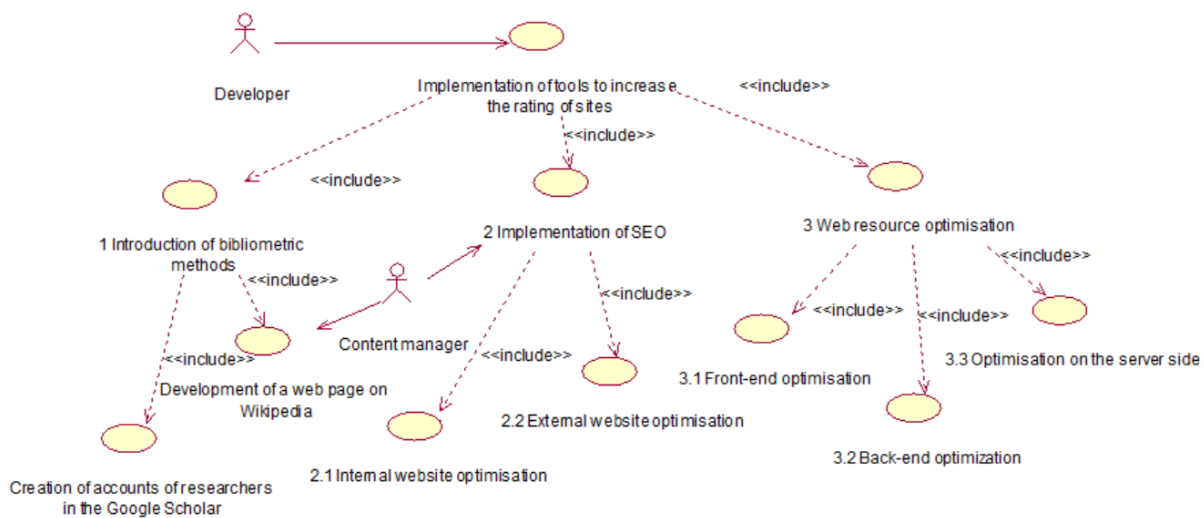 Developer
Implementation of tools to increase
the rating of sites
<<include>>
<<include>>
<<include>>
1 Introduction of bibliometric
methods
2 Implementation of SEO
3 Web resource optimisation
<<include>>
<<include>>
<<include>>
<<include>>
Content manager
<<include>>
<<include>>
<<include>>
3.3 Optimisation on the server side
3.1 Front-end optimisation
Development of a web page on
Wikipedia
2.2 External website optimisation
3.2 Back-end optimization
2.1 Internal website optimisation
Creation of accounts of researchers
in the Google Scholar